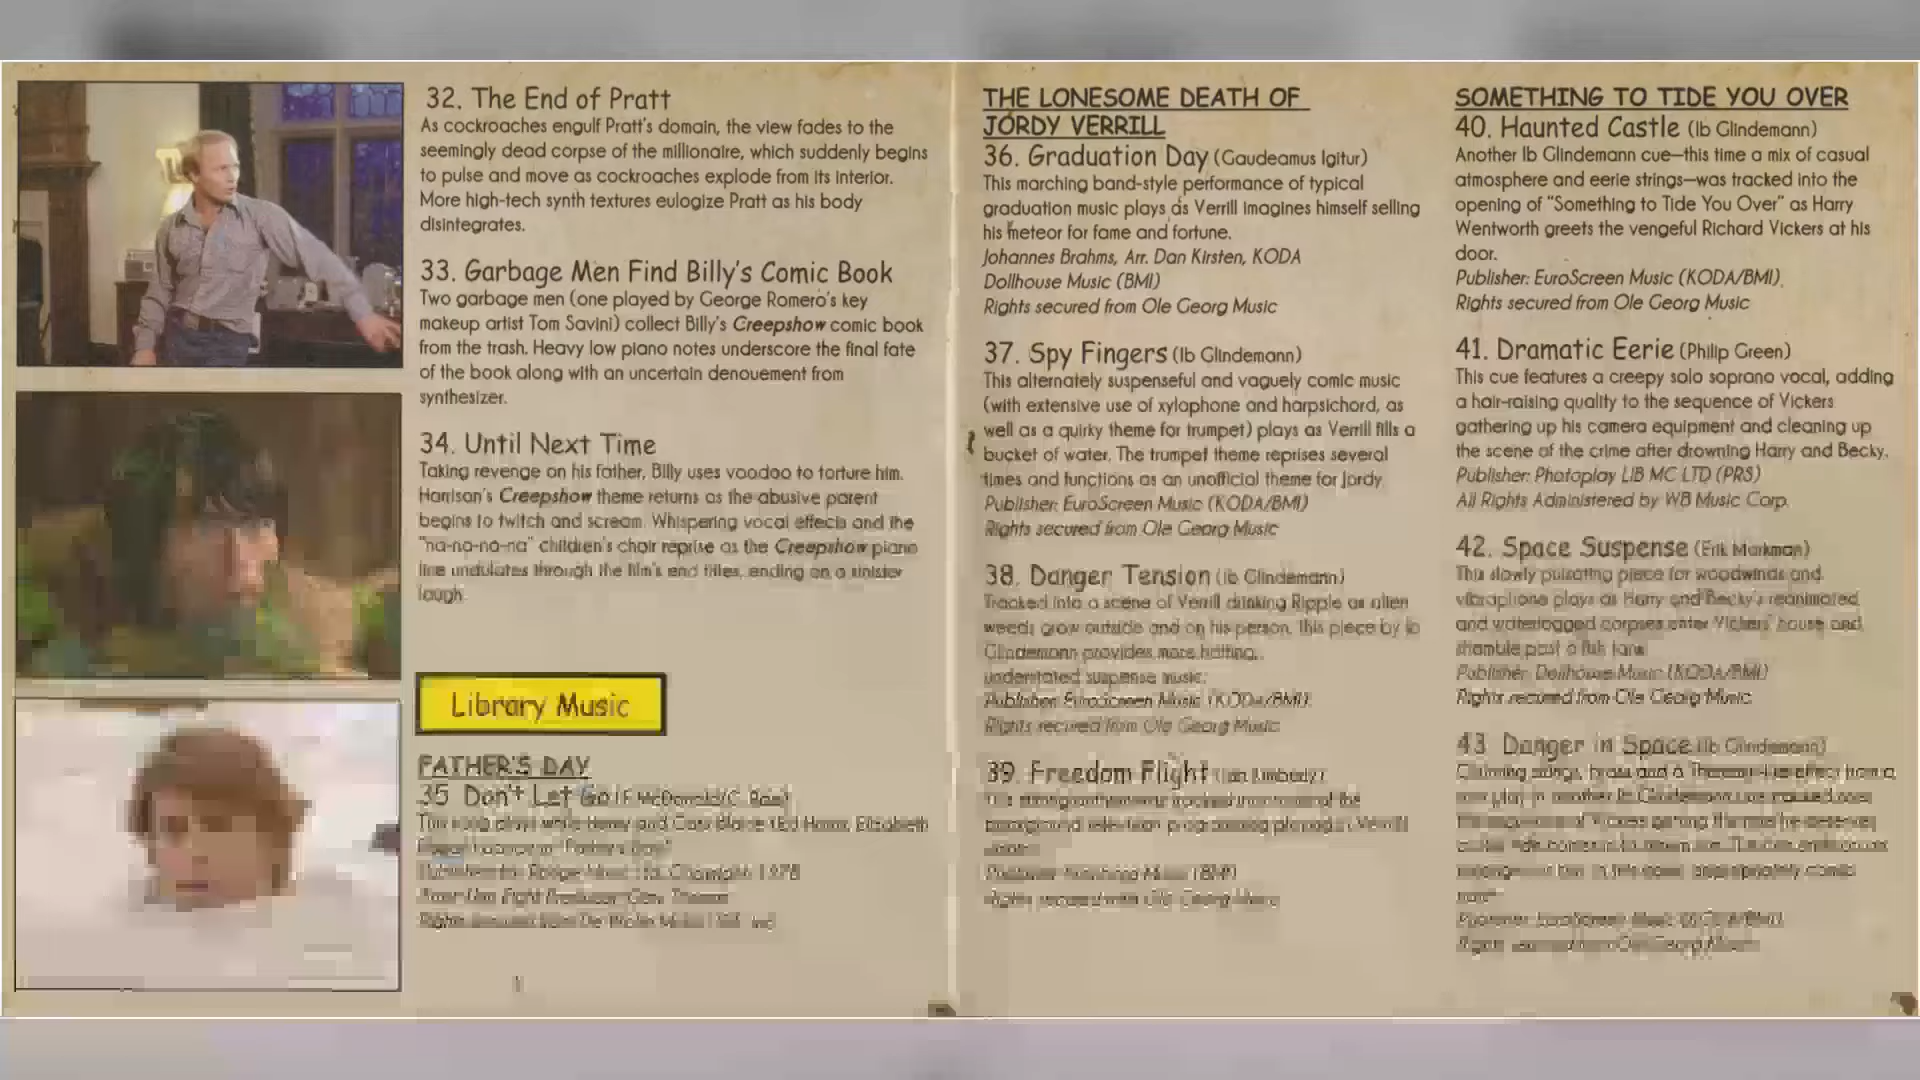 32. The End of Pratt
As cockroaches engulf Pratt's domain, the view fades to the
seemingly dead corpse of the millionaire, which suddenly begins
to pulse and move as cockroaches explode from its interior.
More high-tech synth textures eulogize Pratt as his body
disintegrates.
33. Garbage Men Find Billy's Comic Book
Two garbage men (one played by George Romero's key
makeup artist Tom Savini) collect Billy's Creepshow comic book
from the trash. Heavy low piano notes underscore the final fate
of the book along with an uncertain denouement from
synthesizer.
34. Until Next Time
Taking revenge on his father, Billy uses voodoo to torture him.
Harrison's Creepshow theme returns as the abusive parent
begins to twitch and scream. Whispering vocal effects and the
"na-na-na-na" children's choir reprise as the Creepshow piano
line undulates through the film's end titles, ending on a sinister
laugh.
Library Music
FATHER'S DAY
35 Don't Let Go
This song plays while Henry and Cass Blaine (Ed Harris, Elizabeth
THE LONESOME DEATH OF
JORDY VERRILL
36. Graduation Day (Gaudeamus Igitur)
This marching band-style performance of typical
graduation music plays as Verrill imagines himself selling
his meteor for fame and fortune.
Johannes Brahms, Arr. Dan Kirsten, KODA
Dollhouse Music (BMI)
Rights secured from Ole Georg Music
37. Spy Fingers (Ib Glindemann)
This alternately suspenseful and vaguely comic music
(with extensive use of xylophone and harpsichord, as
well as a quirky theme for trumpet) plays as Verrill fills a
bucket of water. The trumpet theme reprises several
times and functions as an unofficial theme for Jordy.
Publisher: EuroScreen Music (KODA/BMI)
Rights secured from Ole Georg Music
38. Danger Tension (Ib Glindemann)
Tracked into a scene of Verrill drinking Ripple as alien
weeds grow outside and on his person, this piece by Ib
Glindemann provides more
understated suspense music.
Publisher: EuroScreen Music (KODA/BMI)
Rights secured from Ole Georg Music
39. Freedom Flight
background television programming in Verrill's
SOMETHING TO TIDE YOU OVER
40. Haunted Castle (Ib Glindemann)
Another Ib Glindemann cue—this time a mix of casual
atmosphere and eerie strings—was tracked into the
opening of "Something to Tide You Over" as Harry
Wentworth greets the vengeful Richard Vickers at his
door.
Publisher: EuroScreen Music (KODA/BMI),
Rights secured from Ole Georg Music
41. Dramatic Eerie (Philip Green)
This cue features a creepy solo soprano vocal, adding
a hair-raising quality to the sequence of Vickers
gathering up his camera equipment and cleaning up
the scene of the crime after drowning Harry and Becky.
Publisher: Photoplay LIB MC LTD (PRS)
All Rights Administered by WB Music Corp.
42. Space Suspense (Erik Markman)
This slowly pulsating piece for woodwinds and
vibraphone plays as Harry and Becky's reanimated
and waterlogged corpses enter Vickers' house and
shamble past a fish tank.
Publisher: Dollhouse Music (KODA/BMI)
Rights secured from Ole Georg Music
43 Danger in Space (Ib Glindemann)